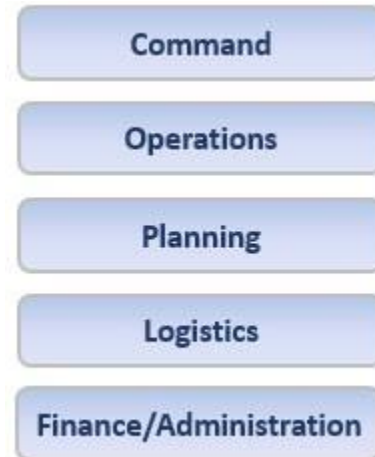 Command
Operations
Planning
Logistics
Finance/Administration